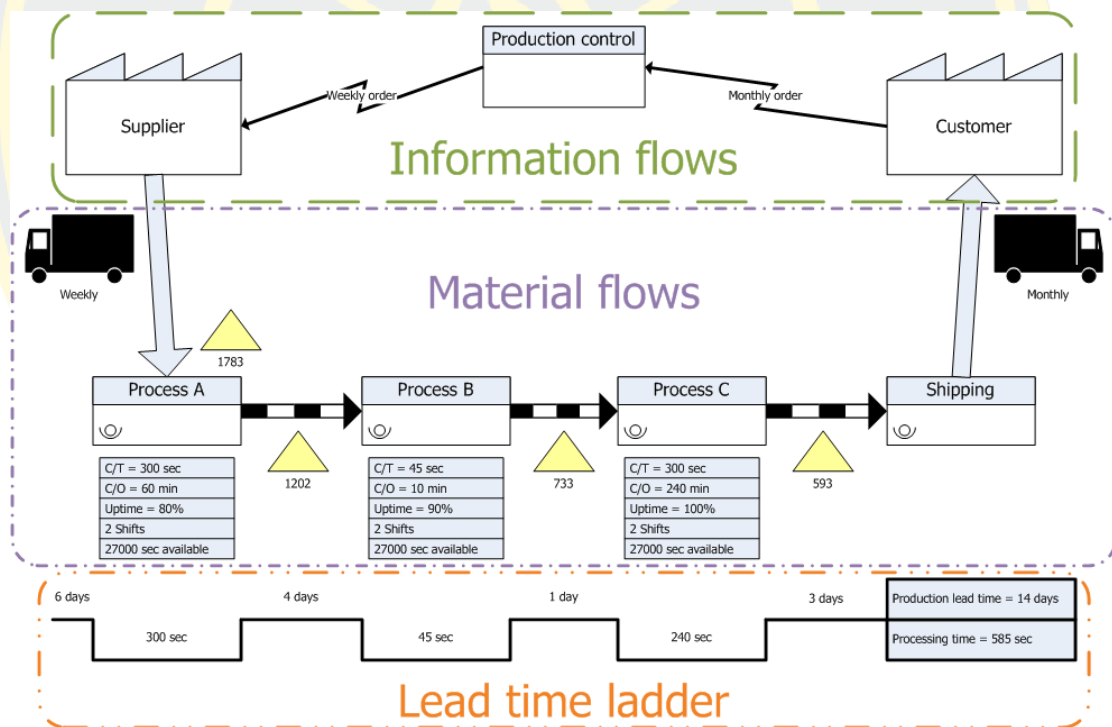 Production control
Supplier
Weekly order
Monthly order
Customer
Information flows
Weekly
Material flows
Monthly
1783
Process A
Process B
Process C
Shipping
1202
733
593
C/T = 300 sec
C/O = 60 min
Uptime = 80%
2 Shifts
27000 sec available
C/T = 45 sec
C/O = 10 min
Uptime = 90%
2 Shifts
27000 sec available
C/T = 300 sec
C/O = 240 min
Uptime = 100%
2 Shifts
27000 sec available
6 days
4 days
1 day
3 days
Production lead time = 14 days
300 sec
45 sec
240 sec
Processing time = 585 sec
Lead time ladder